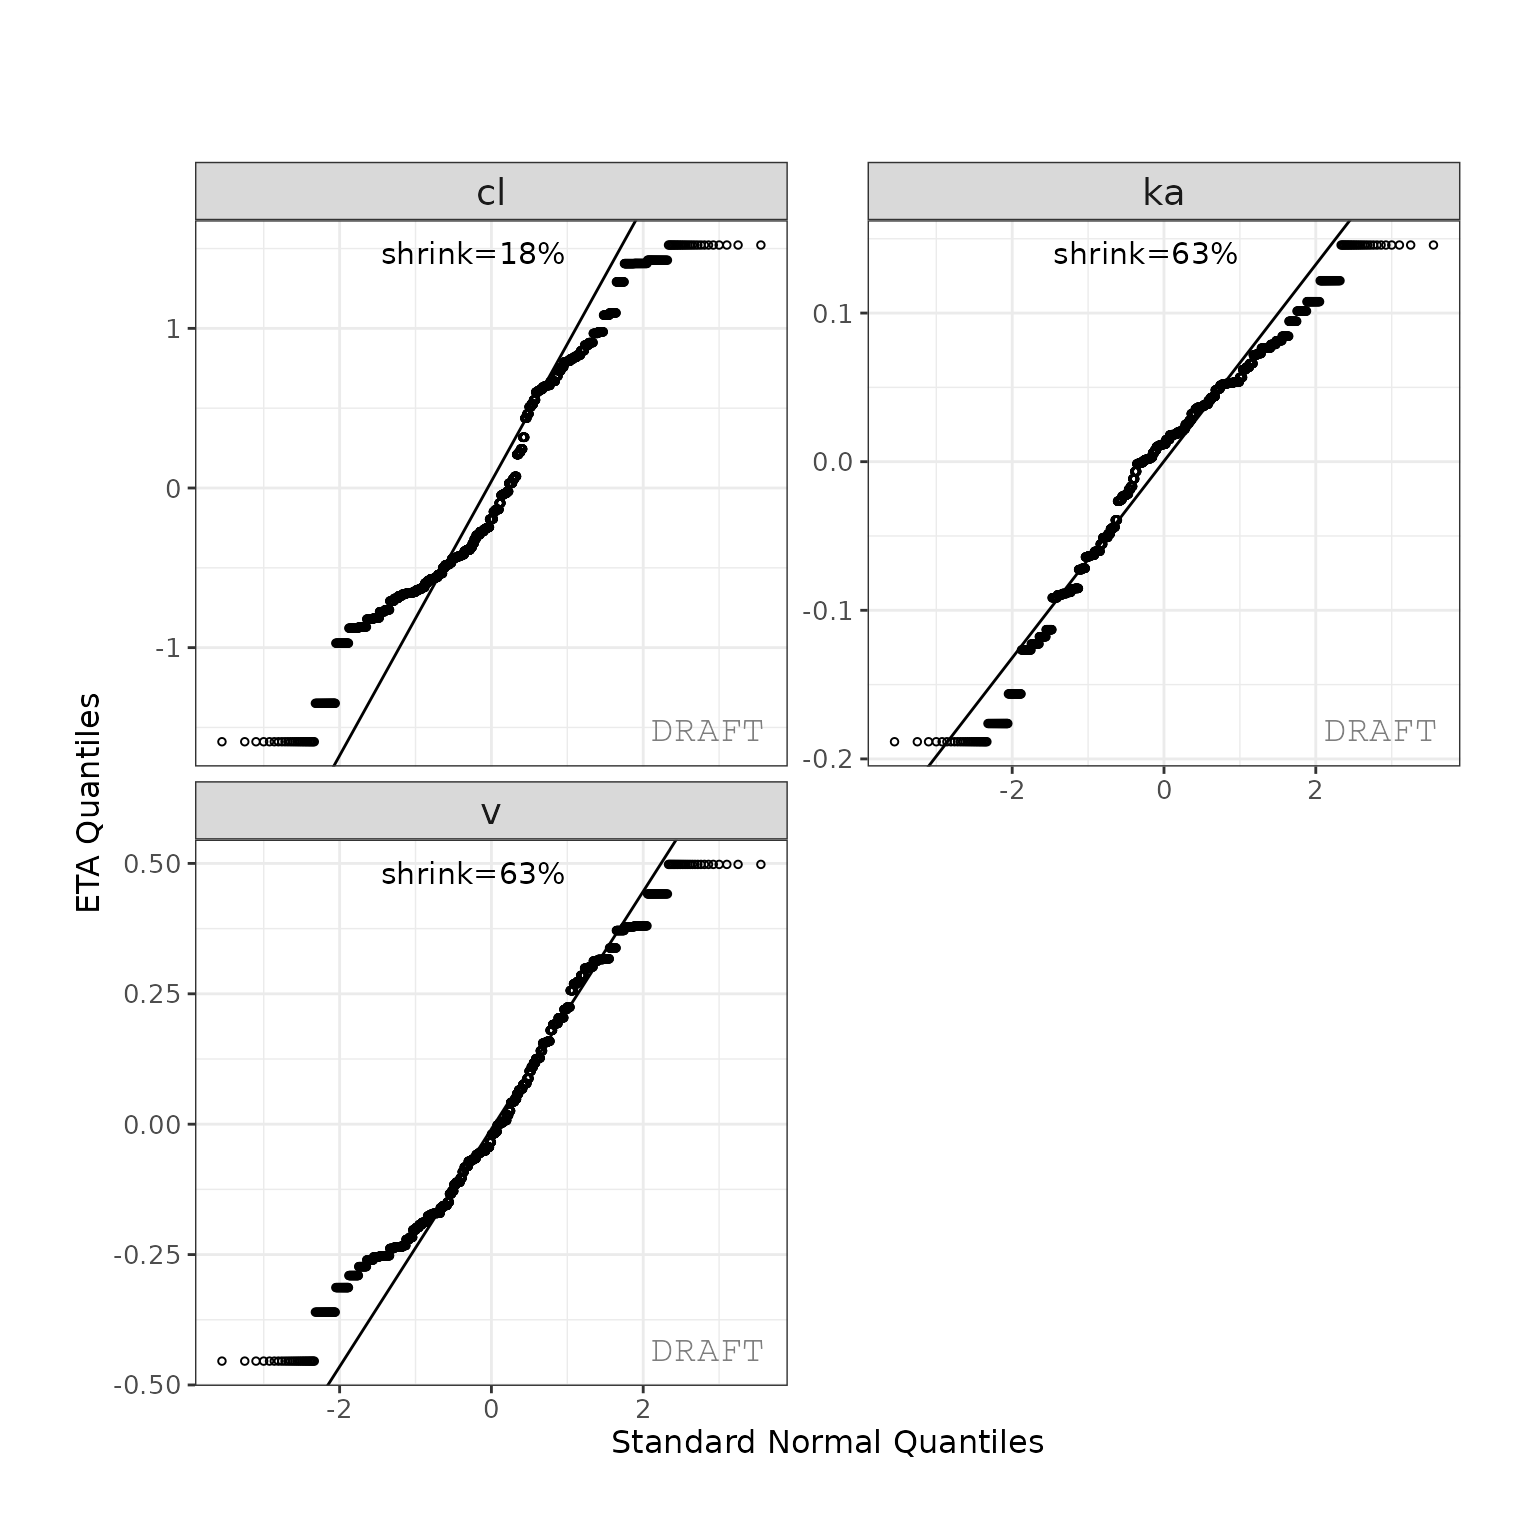 cl
shrink=18%
1
0
-1
DRAFT
ka
shrink=63%
0.1
0.0
-0.1
-0.2
DRAFT
-2 0 2
v
shrink=63%
0.50
0.25
0.00
-0.25
-0.50
DRAFT
-2 0 2
ETA Quantiles
Standard Normal Quantiles